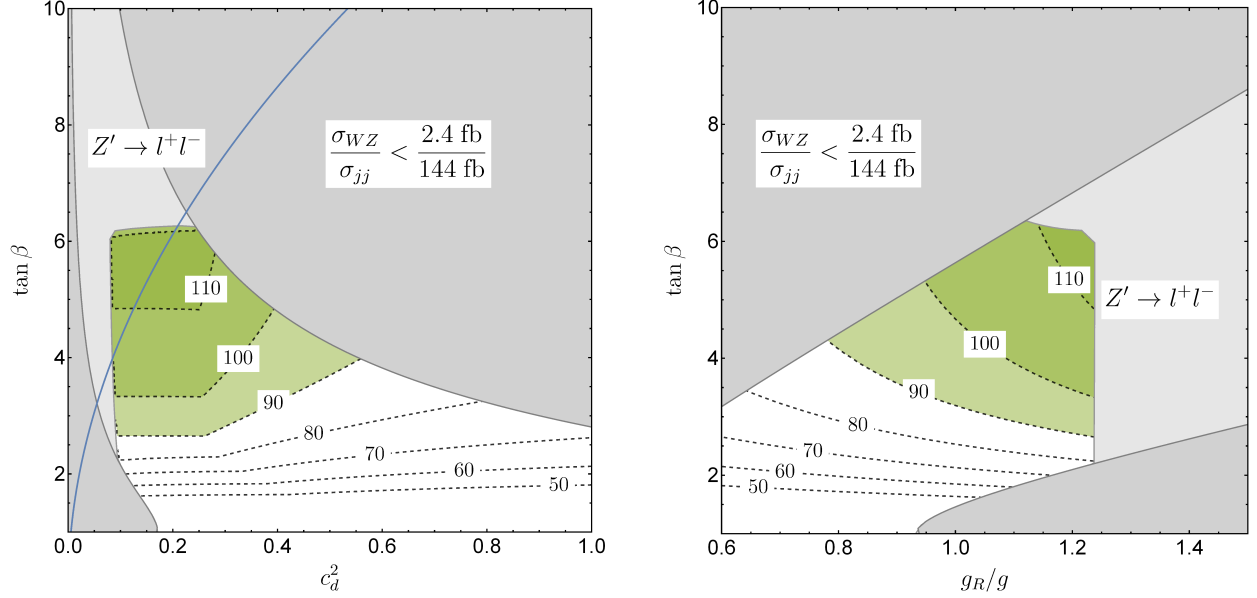 10
8
6
4
2
tan β
Z′ → l⁺l⁻
σ_WZ / σ_jj < 2.4 fb / 144 fb
110
100
90
80
70
60
50
0.0 0.2 0.4 0.6 0.8 1.0
c_d^2
10
8
6
4
2
tan β
σ_WZ / σ_jj < 2.4 fb / 144 fb
Z′ → l⁺l⁻
110
100
90
80
70
60
50
0.6 0.8 1.0 1.2 1.4
g_R/g